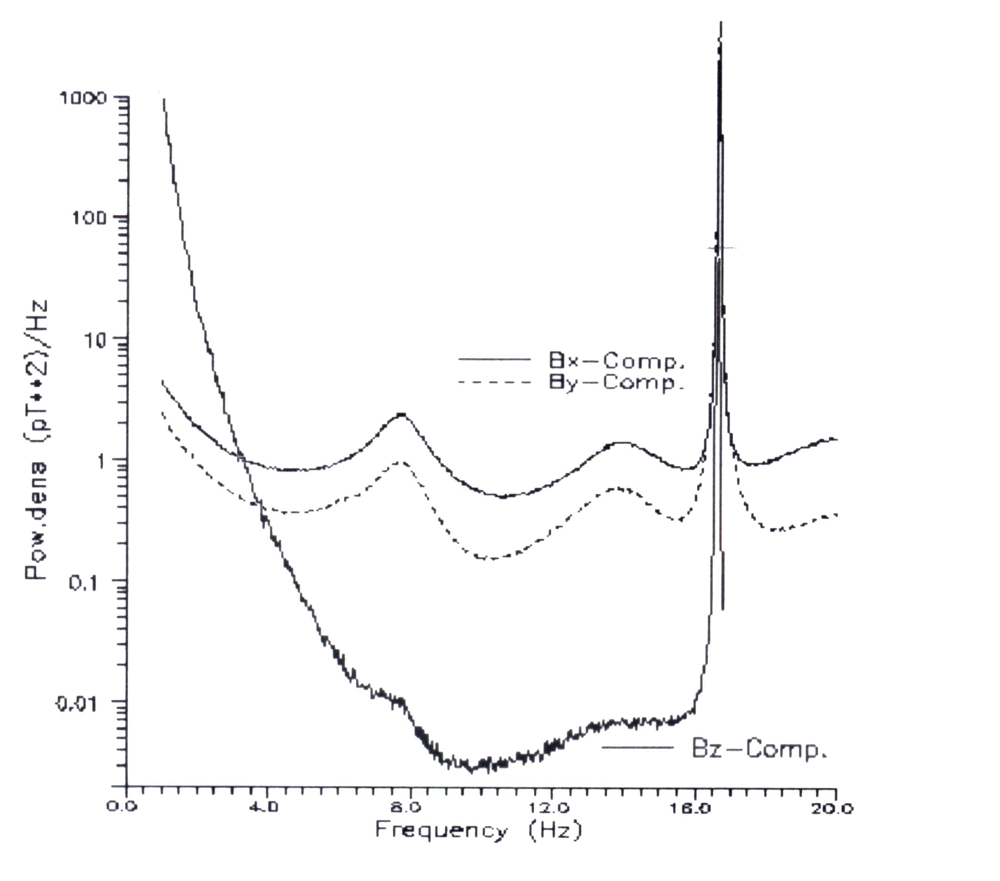 1000
100
10
1
0.1
0.01
Pow.dens (pT**2)/Hz
Bx-Comp.
By-Comp.
Bz-Comp.
0.0 4.0 8.0 12.0 16.0 20.0
Frequency (Hz)